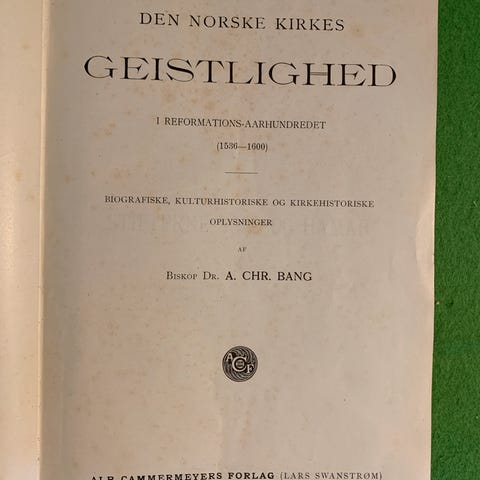 DEN NORSKE KIRKES
GEISTLIGHED
I REFORMATIONS-AARHUNDREDET
(1536—1600)
BIOGRAFISKE, KULTURHISTORISKE OG KIRKEHISTORISKE
OPLYSNINGER
AF
BISKOP DR. A. CHR. BANG
ALB. CAMMERMEYERS FORLAG (LARS SWANSTRØM)